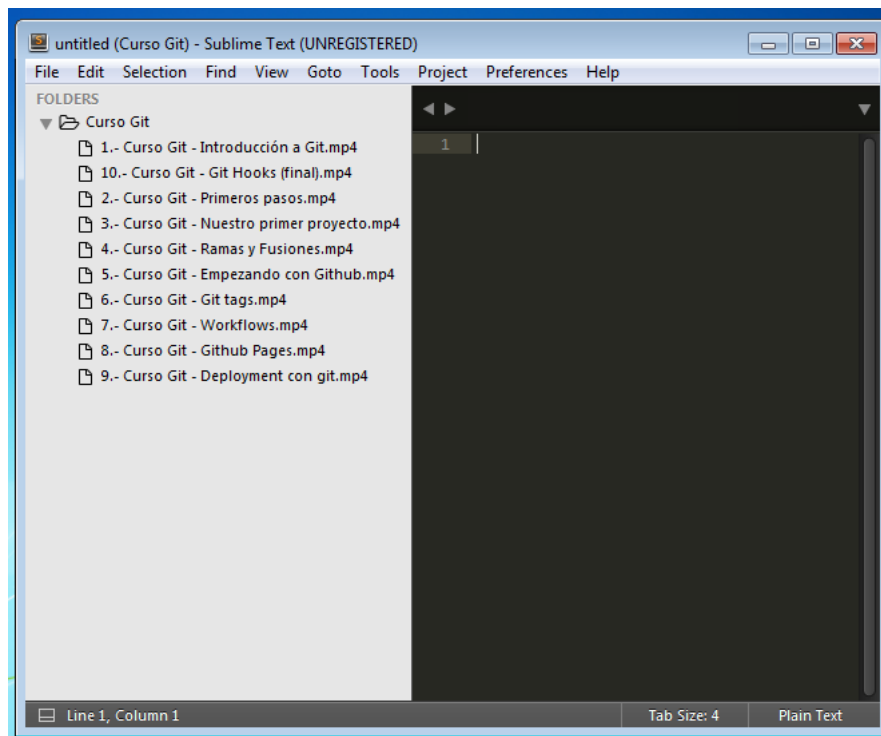 untitled (Curso Git) - Sublime Text (UNREGISTERED)
File Edit Selection Find View Goto Tools Project Preferences Help
FOLDERS
Curso Git
1.- Curso Git - Introducción a Git.mp4
10.- Curso Git - Git Hooks (final).mp4
2.- Curso Git - Primeros pasos.mp4
3.- Curso Git - Nuestro primer proyecto.mp4
4.- Curso Git - Ramas y Fusiones.mp4
5.- Curso Git - Empezando con Github.mp4
6.- Curso Git - Git tags.mp4
7.- Curso Git - Workflows.mp4
8.- Curso Git - Github Pages.mp4
9.- Curso Git - Deployment con git.mp4
1
Line 1, Column 1 Tab Size: 4 Plain Text